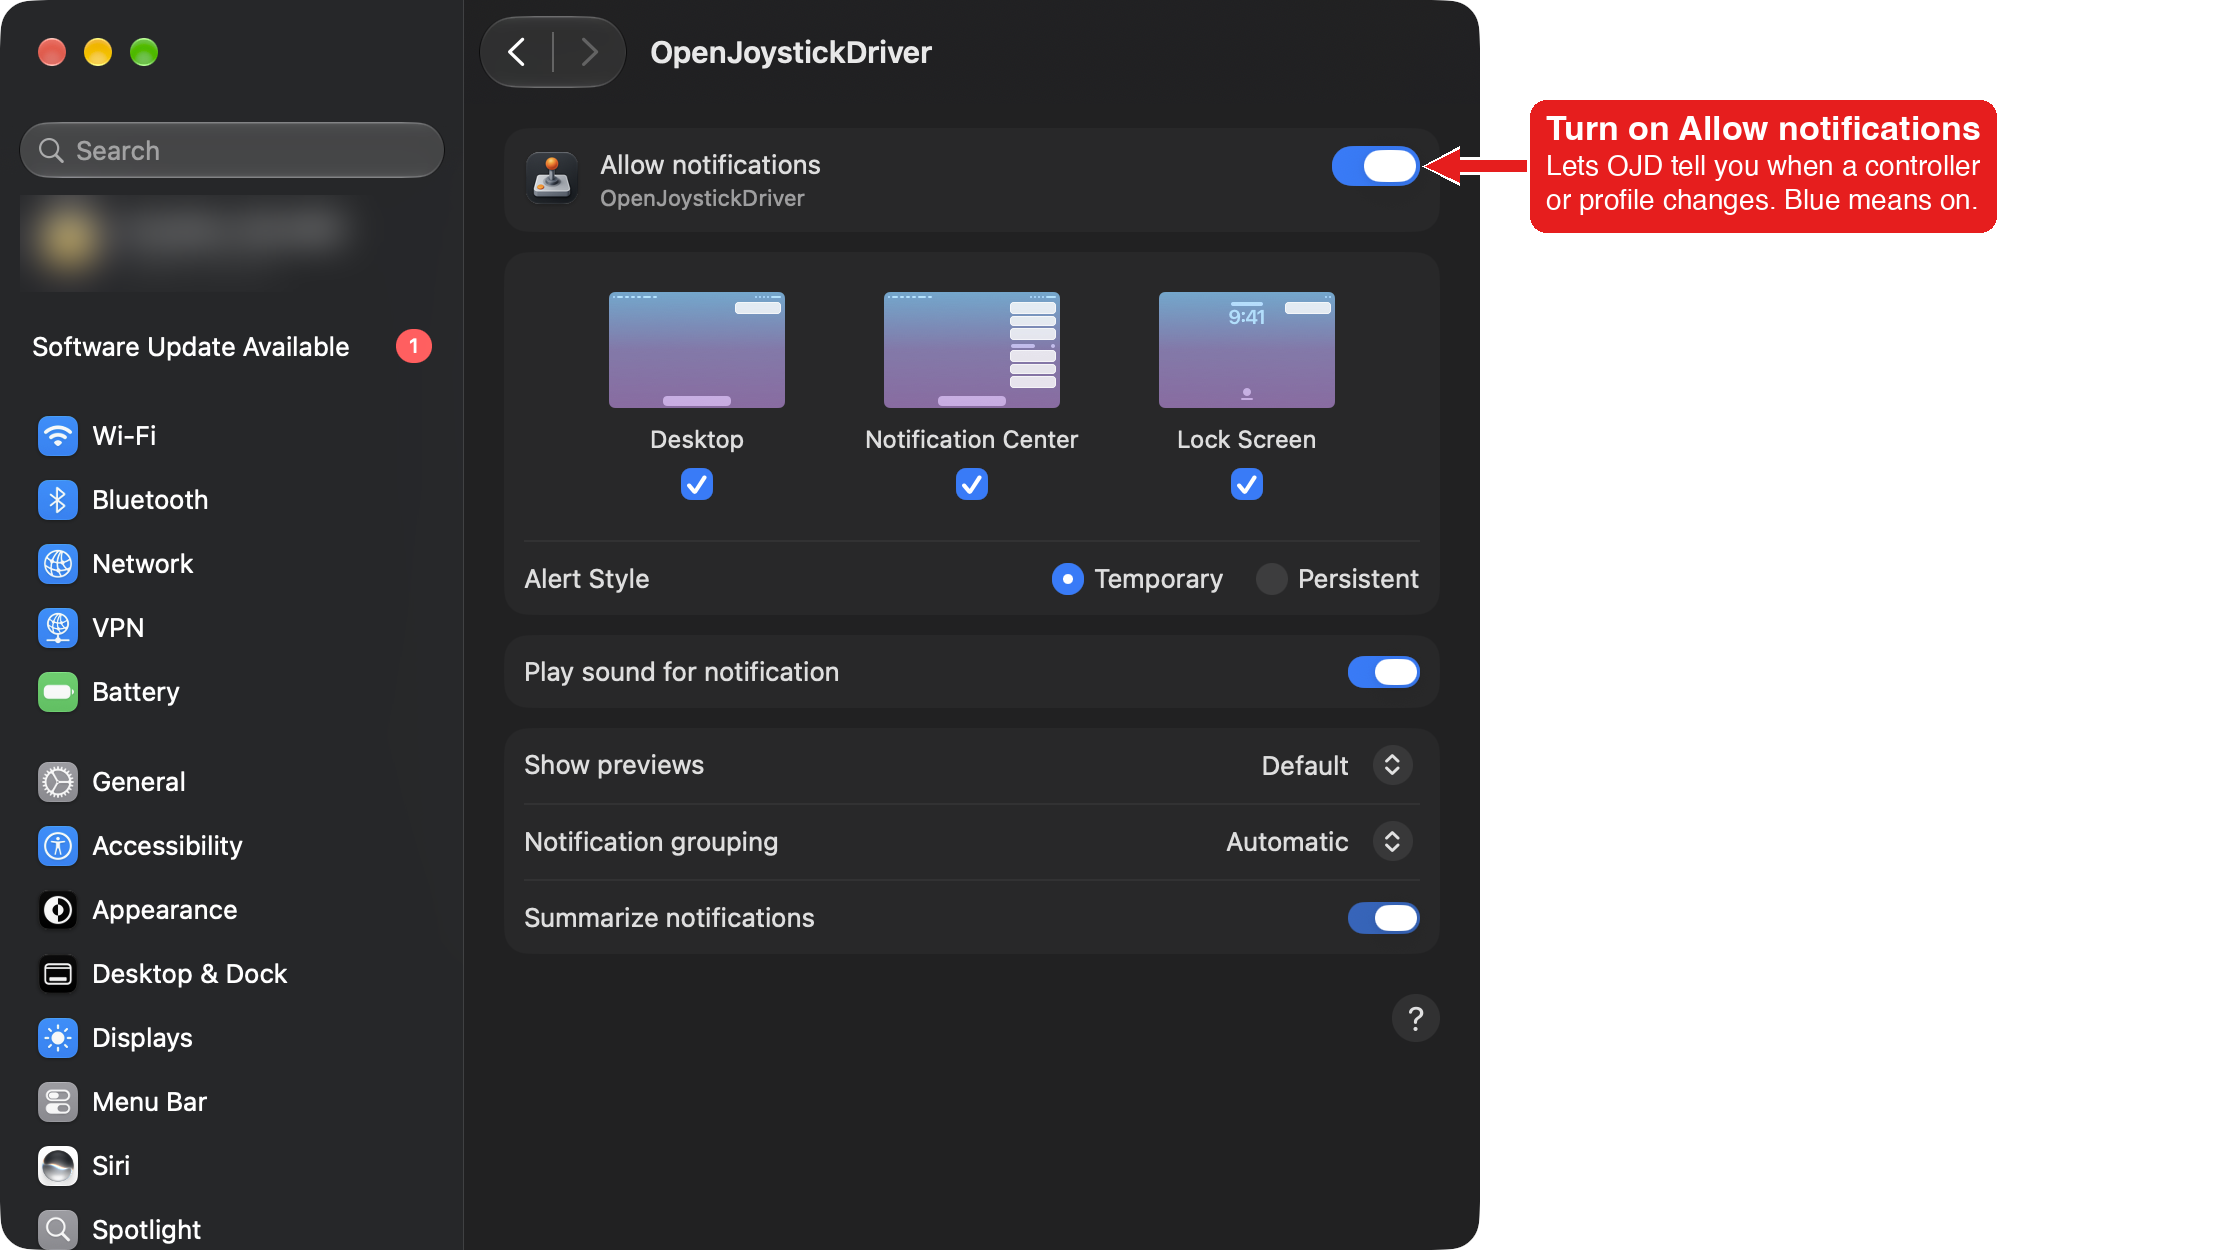 OpenJoystickDriver
Search
Software Update Available
1
Wi-Fi
Bluetooth
Network
VPN
Battery
General
Accessibility
Appearance
Desktop & Dock
Displays
Menu Bar
Siri
Spotlight
Allow notifications
OpenJoystickDriver
9:41
Desktop
Notification Center
Lock Screen
Alert Style
Temporary
Persistent
Play sound for notification
Show previews
Default
Notification grouping
Automatic
Summarize notifications
?
Turn on Allow notifications
Lets OJD tell you when a controller
or profile changes. Blue means on.